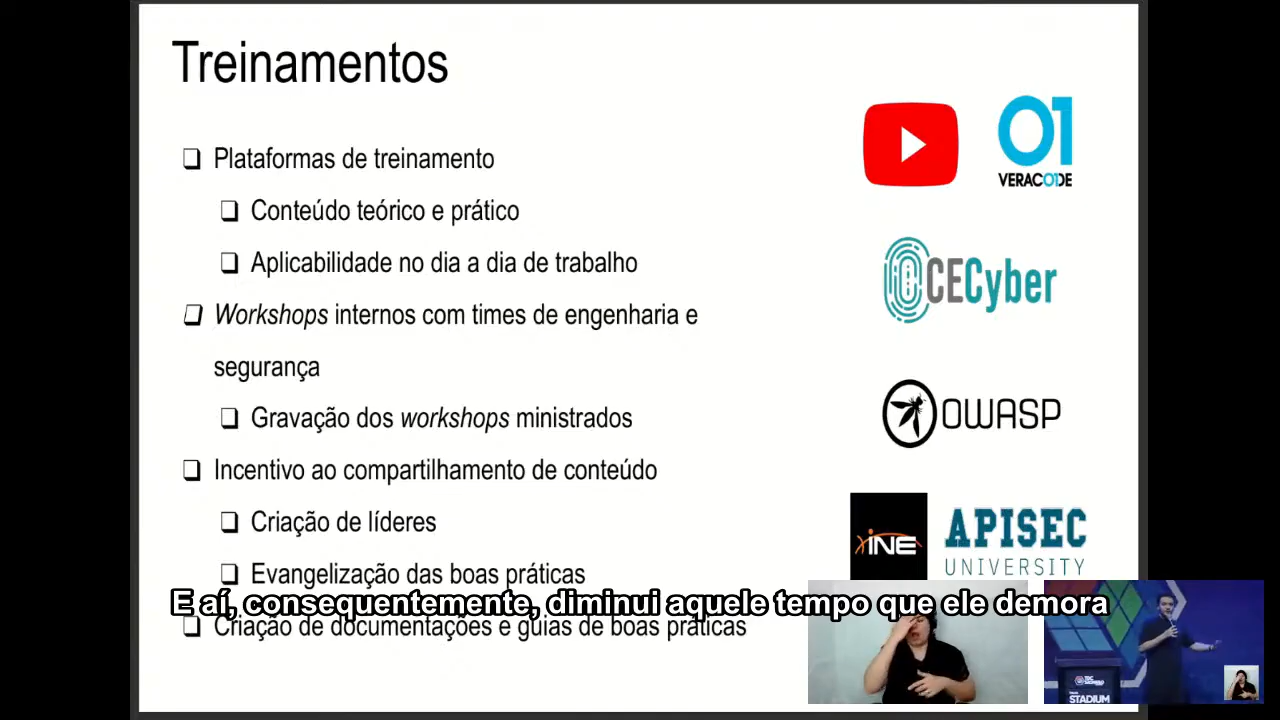 Treinamentos
❏ Plataformas de treinamento
❏ Conteúdo teórico e prático
❏ Aplicabilidade no dia a dia de trabalho
❏ Workshops internos com times de engenharia e
segurança
❏ Gravação dos workshops ministrados
❏ Incentivo ao compartilhamento de conteúdo
❏ Criação de líderes
❏ Evangelização das boas práticas
❏ Criação de documentações e guias de boas práticas
01
VERACODE
CECyber
OWASP
INE
APISEC
UNIVERSITY
E aí, consequentemente, diminui aquele tempo que ele demora
STADIUM